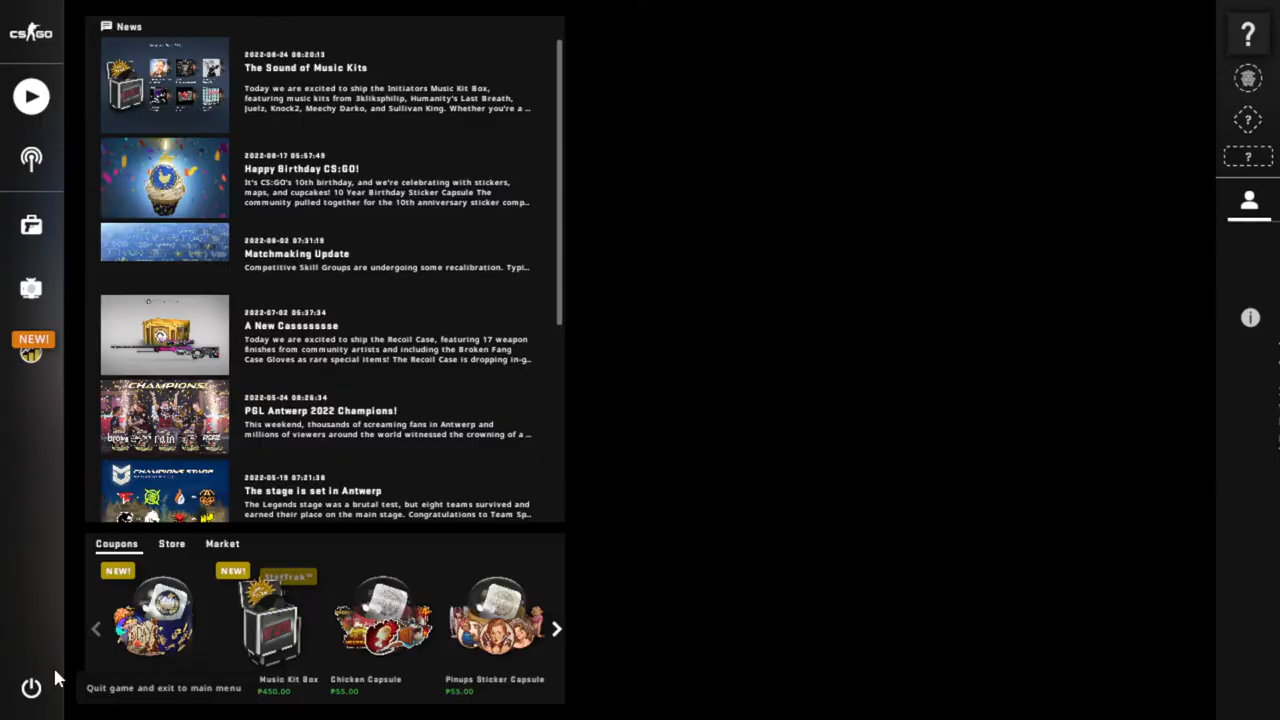 CS:GO
News
2022-08-24 08:20:13
The Sound of Music Kits
Today we are excited to ship the Initiators Music Kit Box,
featuring music kits from 3kliksphilip, Humanity's Last Breath,
Juelz, Knock2, Meechy Darko, and Sullivan King. Whether you're a ...
2022-08-17 05:57:49
Happy Birthday CS:GO!
It's CS:GO's 10th birthday, and we're celebrating with stickers,
maps, and cupcakes! 10 Year Birthday Sticker Capsule The
community pulled together for the 10th anniversary sticker comp...
2022-08-02 07:31:19
Matchmaking Update
Competitive Skill Groups are undergoing some recalibration. Typi...
NEW!
2022-07-02 05:37:34
A New Casssssse
Today we are excited to ship the Recoil Case, featuring 17 weapon
finishes from community artists and including the Broken Fang
Case Gloves as rare special items! The Recoil Case is dropping in-g...
CHAMPIONS!
2022-05-24 08:26:34
PGL Antwerp 2022 Champions!
This weekend, thousands of screaming fans in Antwerp and
millions of viewers around the world witnessed the crowning of a ...
CHAMPIONS STAGE
2022-05-19 07:21:38
The stage is set in Antwerp
The Legends stage was a brutal test, but eight teams survived and
earned their place on the main stage. Congratulations to Team Sp...
Coupons Store Market
NEW! NEW! StatTrak™
Music Kit Box Chicken Capsule Pinups Sticker Capsule
₱450.00 ₱55.00 ₱55.00
Quit game and exit to main menu